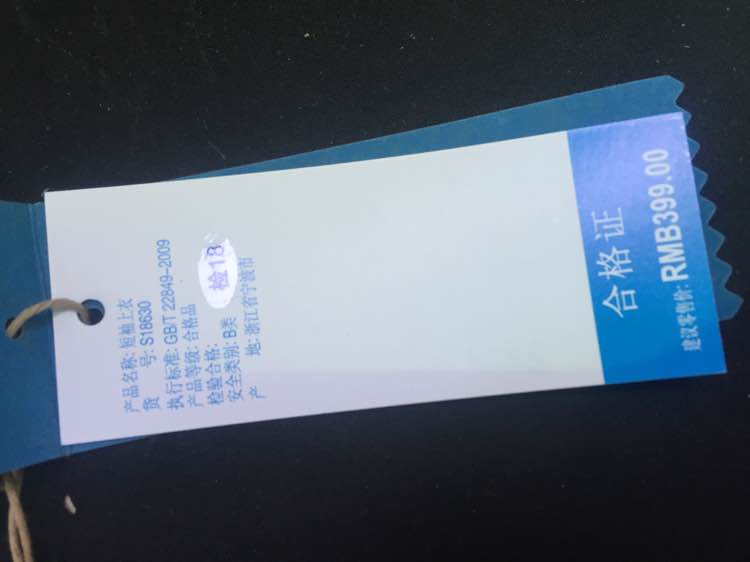 合格证
建议零售价: RMB399.00
产品名称: 短袖上衣
货 号: S18630
执行标准: GB/T 22849-2009
产品等级: 合格品
检验合格: 检18
安全类别: B类
产 地: 浙江省宁波市